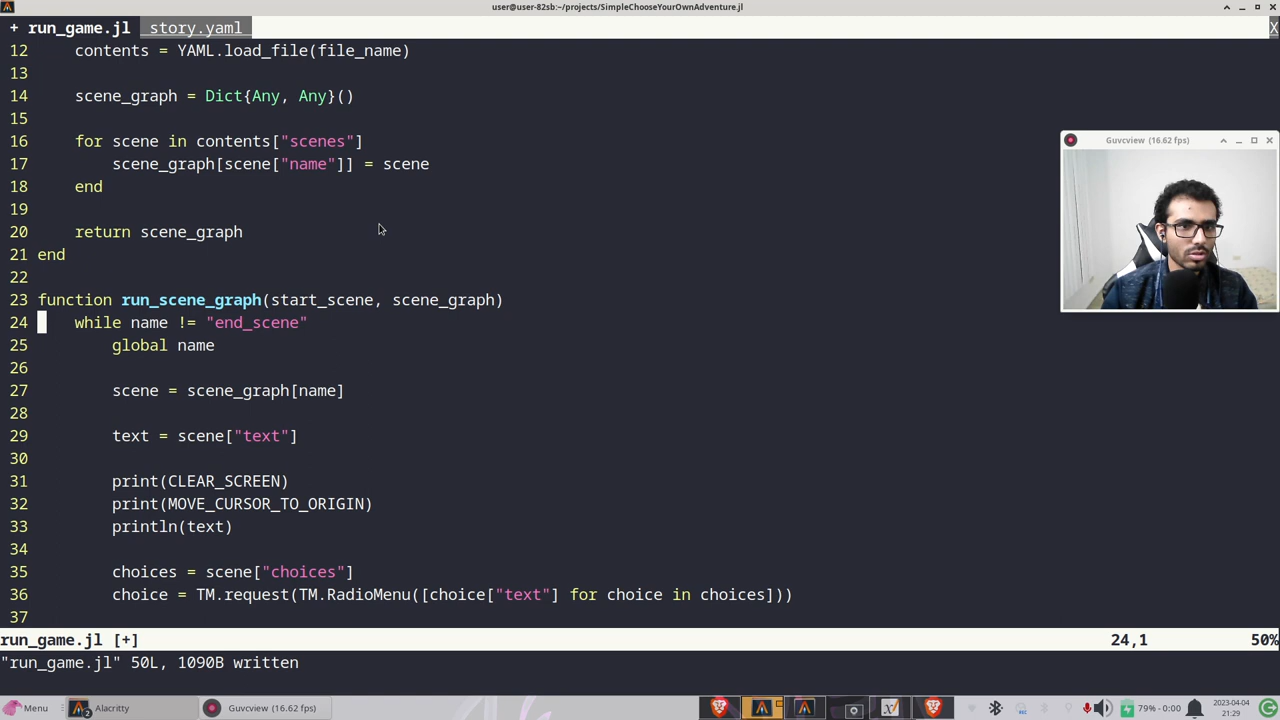 user@user-82sb:~/projects/SimpleChooseYourOwnAdventure.jl
+ run_game.jl story.yaml X
12 contents = YAML.load_file(file_name)
13
14 scene_graph = Dict{Any, Any}()
15
16 for scene in contents["scenes"]
17 scene_graph[scene["name"]] = scene
18 end
19
20 return scene_graph
21 end
22
23 function run_scene_graph(start_scene, scene_graph)
24 while name != "end_scene"
25 global name
26
27 scene = scene_graph[name]
28
29 text = scene["text"]
30
31 print(CLEAR_SCREEN)
32 print(MOVE_CURSOR_TO_ORIGIN)
33 println(text)
34
35 choices = scene["choices"]
36 choice = TM.request(TM.RadioMenu([choice["text"] for choice in choices]))
37
run_game.jl [+] 24,1 50%
"run_game.jl" 50L, 1090B written
Guvcview (16.62 fps)
Menu Alacritty Guvcview (16.62 fps) 79% - 0:00 2023-04-04
21:29